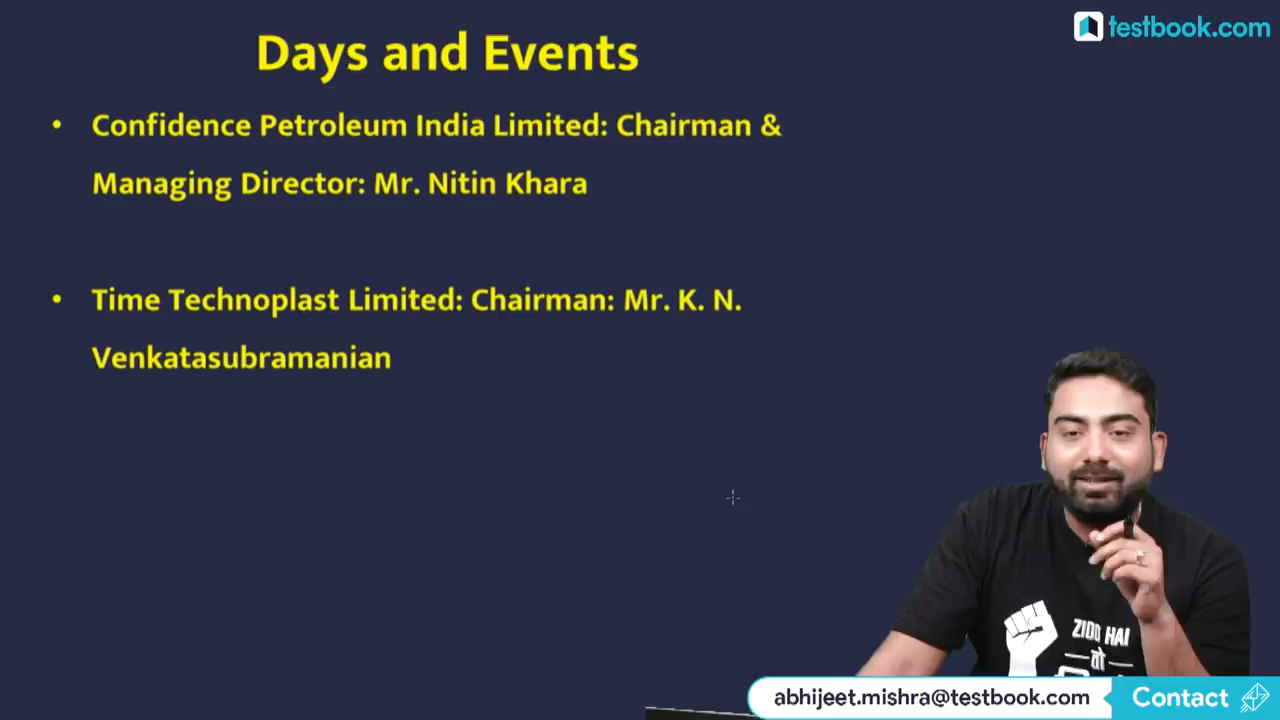 testbook.com
Days and Events
• Confidence Petroleum India Limited: Chairman &
Managing Director: Mr. Nitin Khara
• Time Technoplast Limited: Chairman: Mr. K. N.
Venkatasubramanian
ZIDD HAI
तो
abhijeet.mishra@testbook.com
Contact